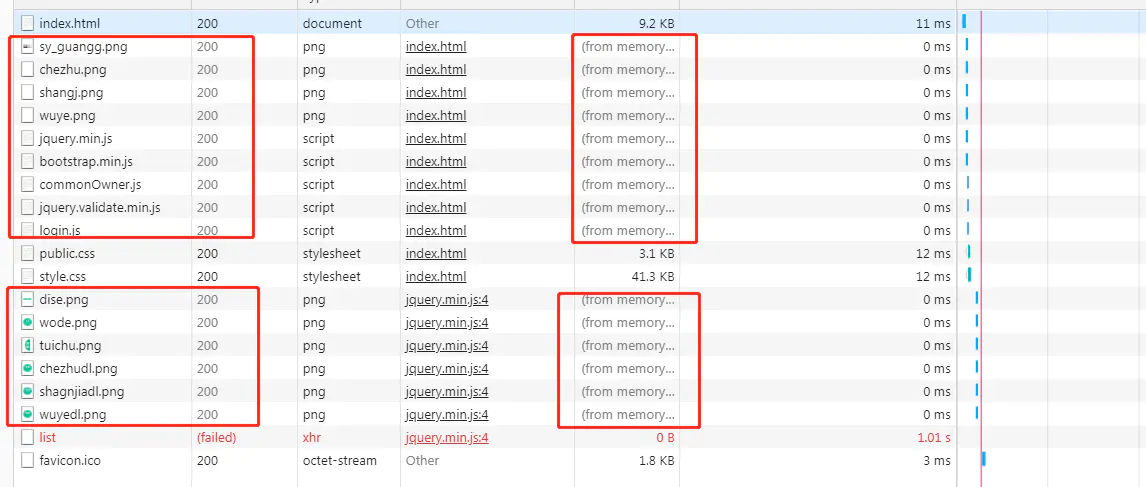 index.html 200 document Other 9.2 KB 11 ms
sy_guangg.png 200 png index.html (from memory... 0 ms
chezhu.png 200 png index.html (from memory... 0 ms
shangj.png 200 png index.html (from memory... 0 ms
wuye.png 200 png index.html (from memory... 0 ms
jquery.min.js 200 script index.html (from memory... 0 ms
bootstrap.min.js 200 script index.html (from memory... 0 ms
commonOwner.js 200 script index.html (from memory... 0 ms
jquery.validate.min.js 200 script index.html (from memory... 0 ms
login.js 200 script index.html (from memory... 0 ms
public.css 200 stylesheet index.html 3.1 KB 12 ms
style.css 200 stylesheet index.html 41.3 KB 12 ms
dise.png 200 png jquery.min.js:4 (from memory... 0 ms
wode.png 200 png jquery.min.js:4 (from memory... 0 ms
tuichu.png 200 png jquery.min.js:4 (from memory... 0 ms
chezhudl.png 200 png jquery.min.js:4 (from memory... 0 ms
shagnjiadl.png 200 png jquery.min.js:4 (from memory... 0 ms
wuyedl.png 200 png jquery.min.js:4 (from memory... 0 ms
list (failed) xhr jquery.min.js:4 0 B 1.01 s
favicon.ico 200 octet-stream Other 1.8 KB 3 ms